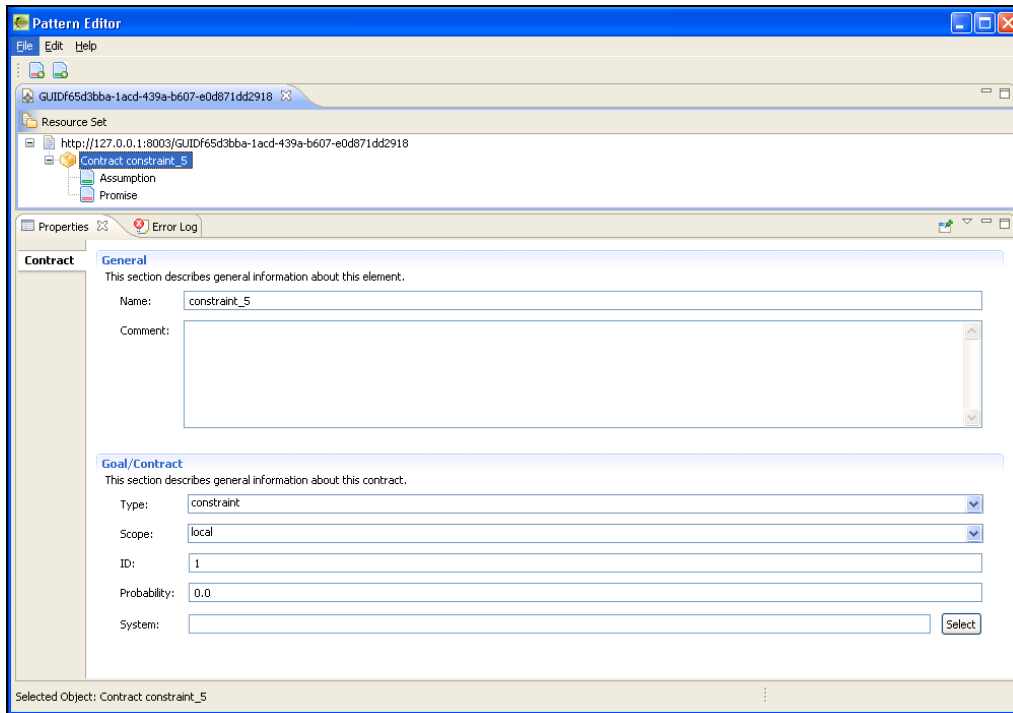 Pattern Editor
File Edit Help
GUIDf65d3bba-1acd-439a-b607-e0d871dd2918
Resource Set
http://127.0.0.1:8003/GUIDf65d3bba-1acd-439a-b607-e0d871dd2918
Contract constraint_5
Assumption
Promise
Properties Error Log
Contract
General
This section describes general information about this element.
Name: constraint_5
Comment:
Goal/Contract
This section describes general information about this contract.
Type: constraint
Scope: local
ID: 1
Probability: 0.0
System: Select
Selected Object: Contract constraint_5